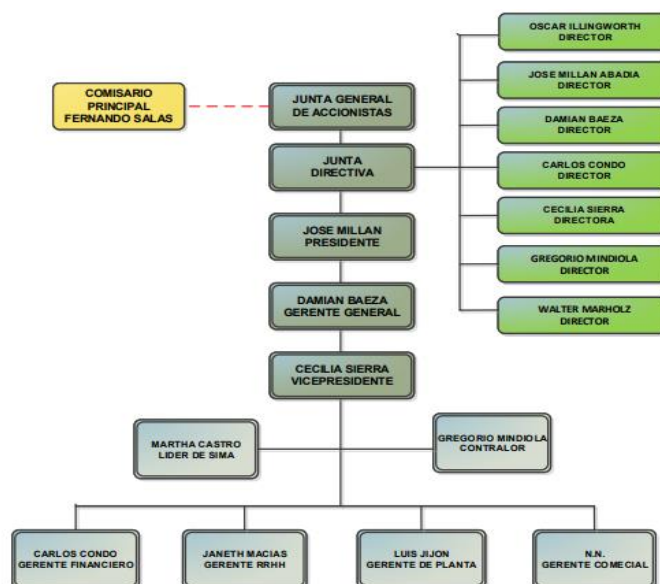 COMISARIO
PRINCIPAL
FERNANDO SALAS
JUNTA GENERAL
DE ACCIONISTAS
JUNTA
DIRECTIVA
JOSE MILLAN
PRESIDENTE
DAMIAN BAEZA
GERENTE GENERAL
CECILIA SIERRA
VICEPRESIDENTE
OSCAR ILLINGWORTH
DIRECTOR
JOSE MILLAN ABADIA
DIRECTOR
DAMIAN BAEZA
DIRECTOR
CARLOS CONDO
DIRECTOR
CECILIA SIERRA
DIRECTORA
GREGORIO MINDIOLA
DIRECTOR
WALTER MARHOLZ
DIRECTOR
MARTHA CASTRO
LIDER DE SIMA
GREGORIO MINDIOLA
CONTRALOR
CARLOS CONDO
GERENTE FINANCIERO
JANETH MACIAS
GERENTE RRHH
LUIS JIJON
GERENTE DE PLANTA
N.N.
GERENTE COMECIAL